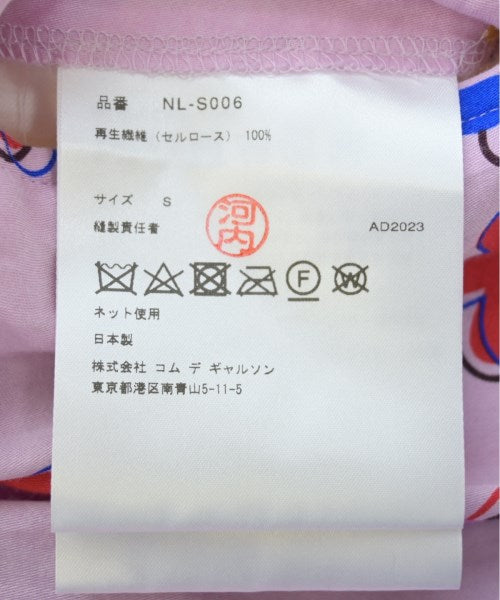 品番 NL-S006
再生繊維（セルロース） 100%
サイズ S
縫製責任者 河内 AD2023
F W
ネット使用
日本製
株式会社 コム デ ギャルソン
東京都港区南青山5-11-5